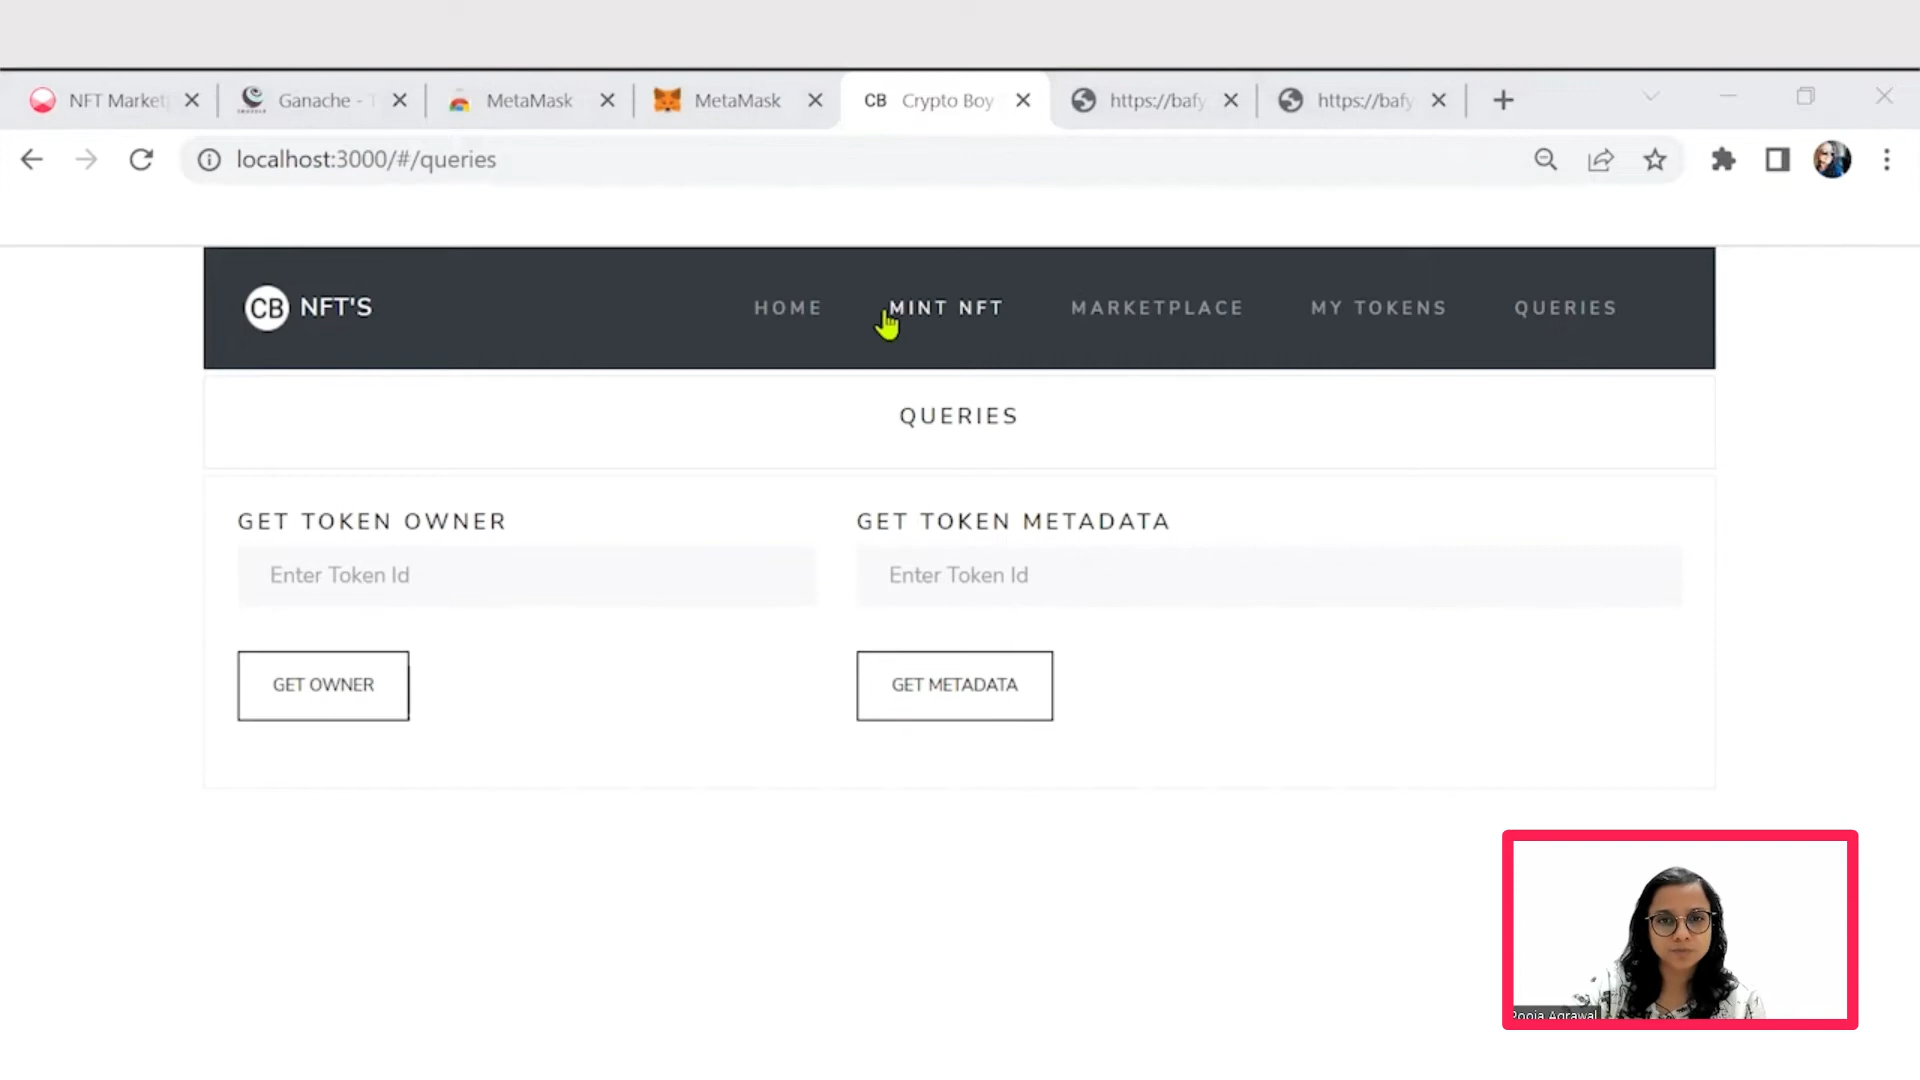 NFT Market
Ganache - T
MetaMask
MetaMask
CB Crypto Boy
https://bafy
https://bafy
localhost:3000/#/queries
CB NFT'S
HOME
MINT NFT
MARKETPLACE
MY TOKENS
QUERIES
QUERIES
GET TOKEN OWNER
GET TOKEN METADATA
Enter Token Id
Enter Token Id
GET OWNER
GET METADATA
Pooja Agrawal